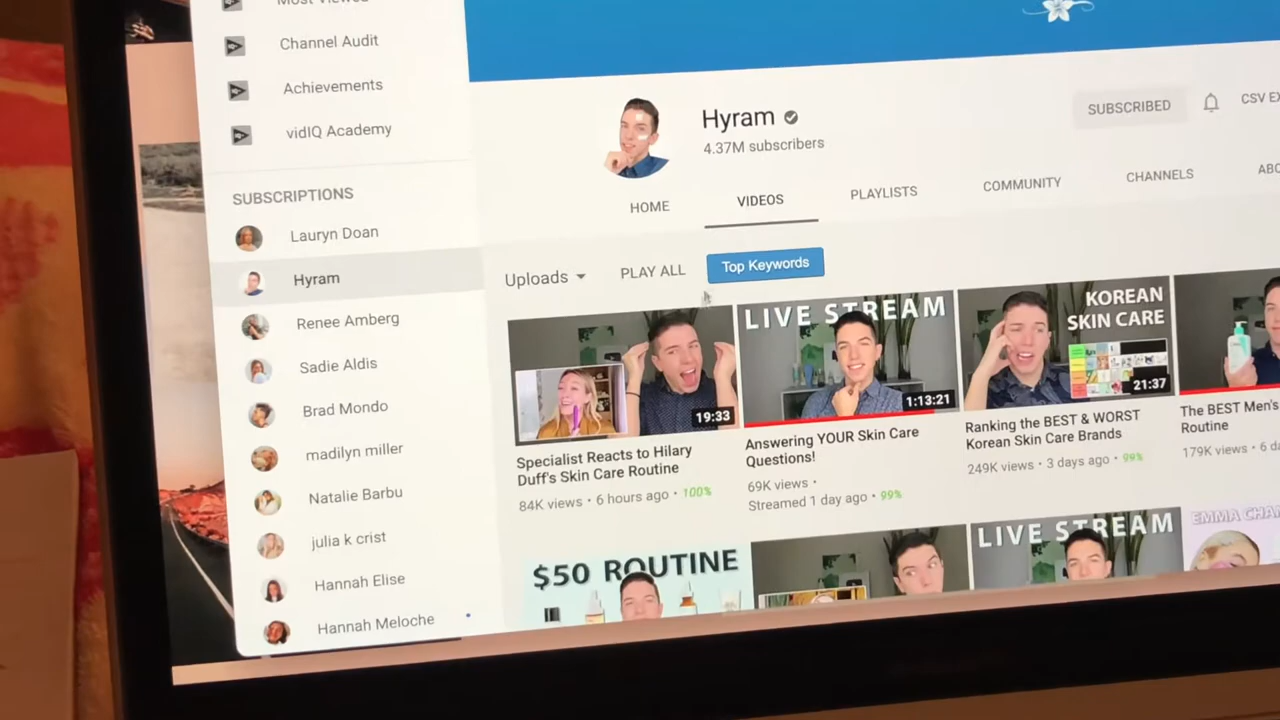 Most Viewed
Channel Audit
Achievements
vidIQ Academy
SUBSCRIPTIONS
Lauryn Doan
Hyram
Renee Amberg
Sadie Aldis
Brad Mondo
madilyn miller
Natalie Barbu
julia k crist
Hannah Elise
Hannah Meloche
Hyram
4.37M subscribers
SUBSCRIBED
CSV
HOME
VIDEOS
PLAYLISTS
COMMUNITY
CHANNELS
Uploads
PLAY ALL
Top Keywords
19:33
Specialist Reacts to Hilary
Duff's Skin Care Routine
84K views • 6 hours ago • 100%
LIVE STREAM
1:13:21
Answering YOUR Skin Care
Questions!
69K views •
Streamed 1 day ago • 99%
KOREAN
SKIN CARE
21:37
Ranking the BEST & WORST
Korean Skin Care Brands
249K views • 3 days ago • 99%
The BEST Men's
Routine
179K views • 6
$50 ROUTINE
LIVE STREAM
EMMA